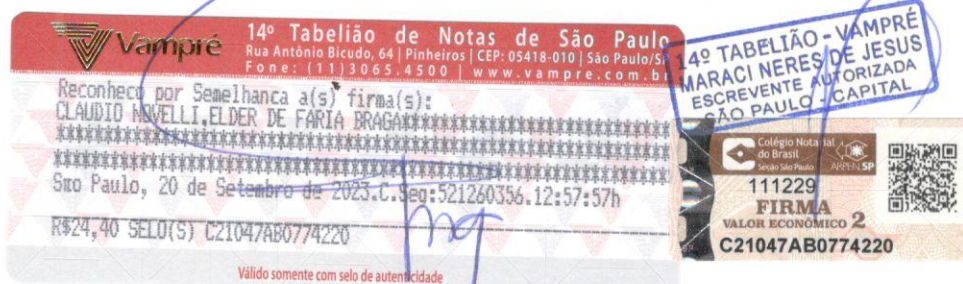 Vampré
14º Tabelião de Notas de São Paulo
Rua Antônio Bicudo, 64 | Pinheiros | CEP: 05418-010 | São Paulo/S
Fone: (11)3065.4500 | www.vampre.com.b
Reconheco por Semelhanca a(s) firma(s):
CLAUDIO NOVELLI,ELDER DE FARIA BRAGA
Smo Paulo, 20 de Setembro de 2023.C.Seg:521260356.12:57:57h
R$24,40 SELO(S) C21047AB0774220
Válido somente com selo de autenticidade
14º TABELIÃO - VAMPRÉ
MARACI NERES DE JESUS
ESCREVENTE AUTORIZADA
SÃO PAULO - CAPITAL
Colégio Notarial
do Brasil
Seção São Paulo
ARPEN SP
111229
FIRMA
VALOR ECONÔMICO 2
C21047AB0774220